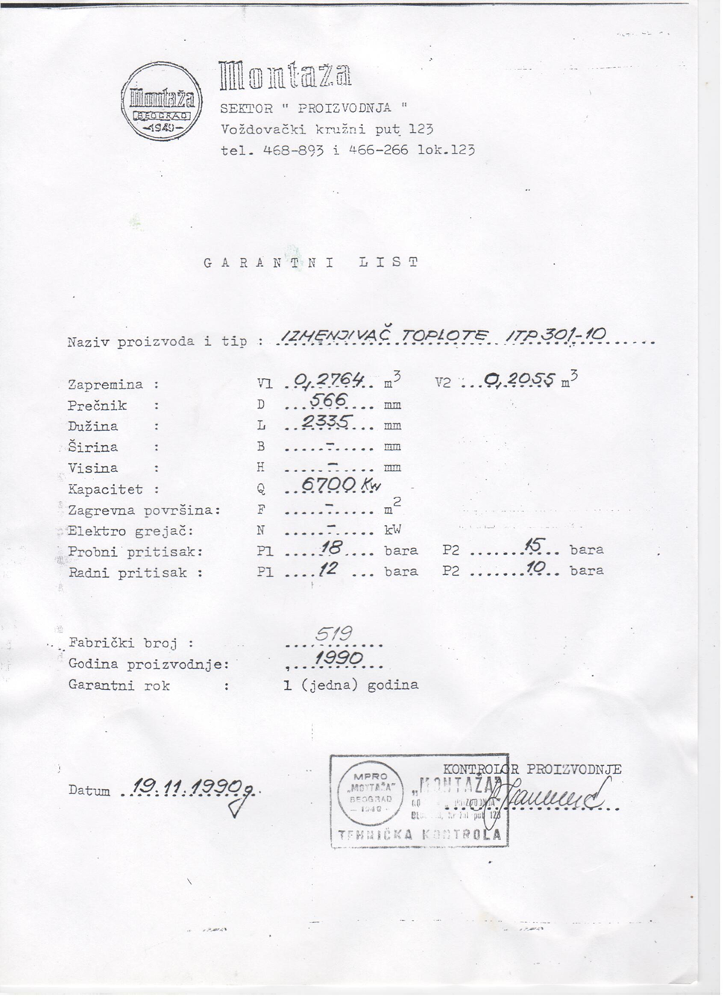 Montaža
BEOGRAD
-1949-
Montaža
SEKTOR " PROIZVODNJA "
Voždovački kružni put 123
tel. 468-893 i 466-266 lok.123
GARANTNI LIST
Naziv proizvoda i tip : IZMENJIVAČ TOPLOTE ITP.301-10
Zapremina : V1 0,2764 m³ V2 0,2055 m³
Prečnik : D 566 mm
Dužina : L 2335 mm
Širina : B - mm
Visina : H - mm
Kapacitet : Q 6700 Kw
Zagrevna površina: F - m²
Elektro grejač: N - kW
Probni pritisak: P1 18 bara P2 15 bara
Radni pritisak : P1 12 bara P2 10 bara
Fabrički broj : 519
Godina proizvodnje: 1990
Garantni rok : 1 (jedna) godina
KONTROLOR PROIZVODNJE
Datum 19.11.1990g.
MPRO
„MONTAŽA"
BEOGRAD
- 1949 -
„MONTAŽA"
put 123
TEHNIČKA KONTROLA